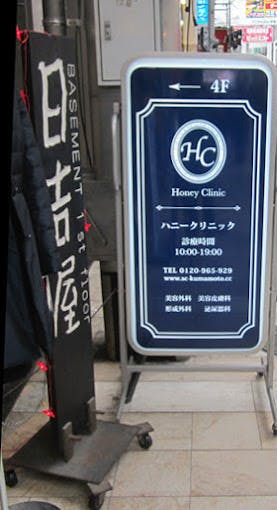 日吉屋
BASEMENT 1st floor
← 4F
HC
Honey Clinic
ハニークリニック
診療時間
10:00-19:00
TEL 0120-965-929
www.sc-kumamoto.cc
美容外科 美容皮膚科
形成外科 泌尿器科